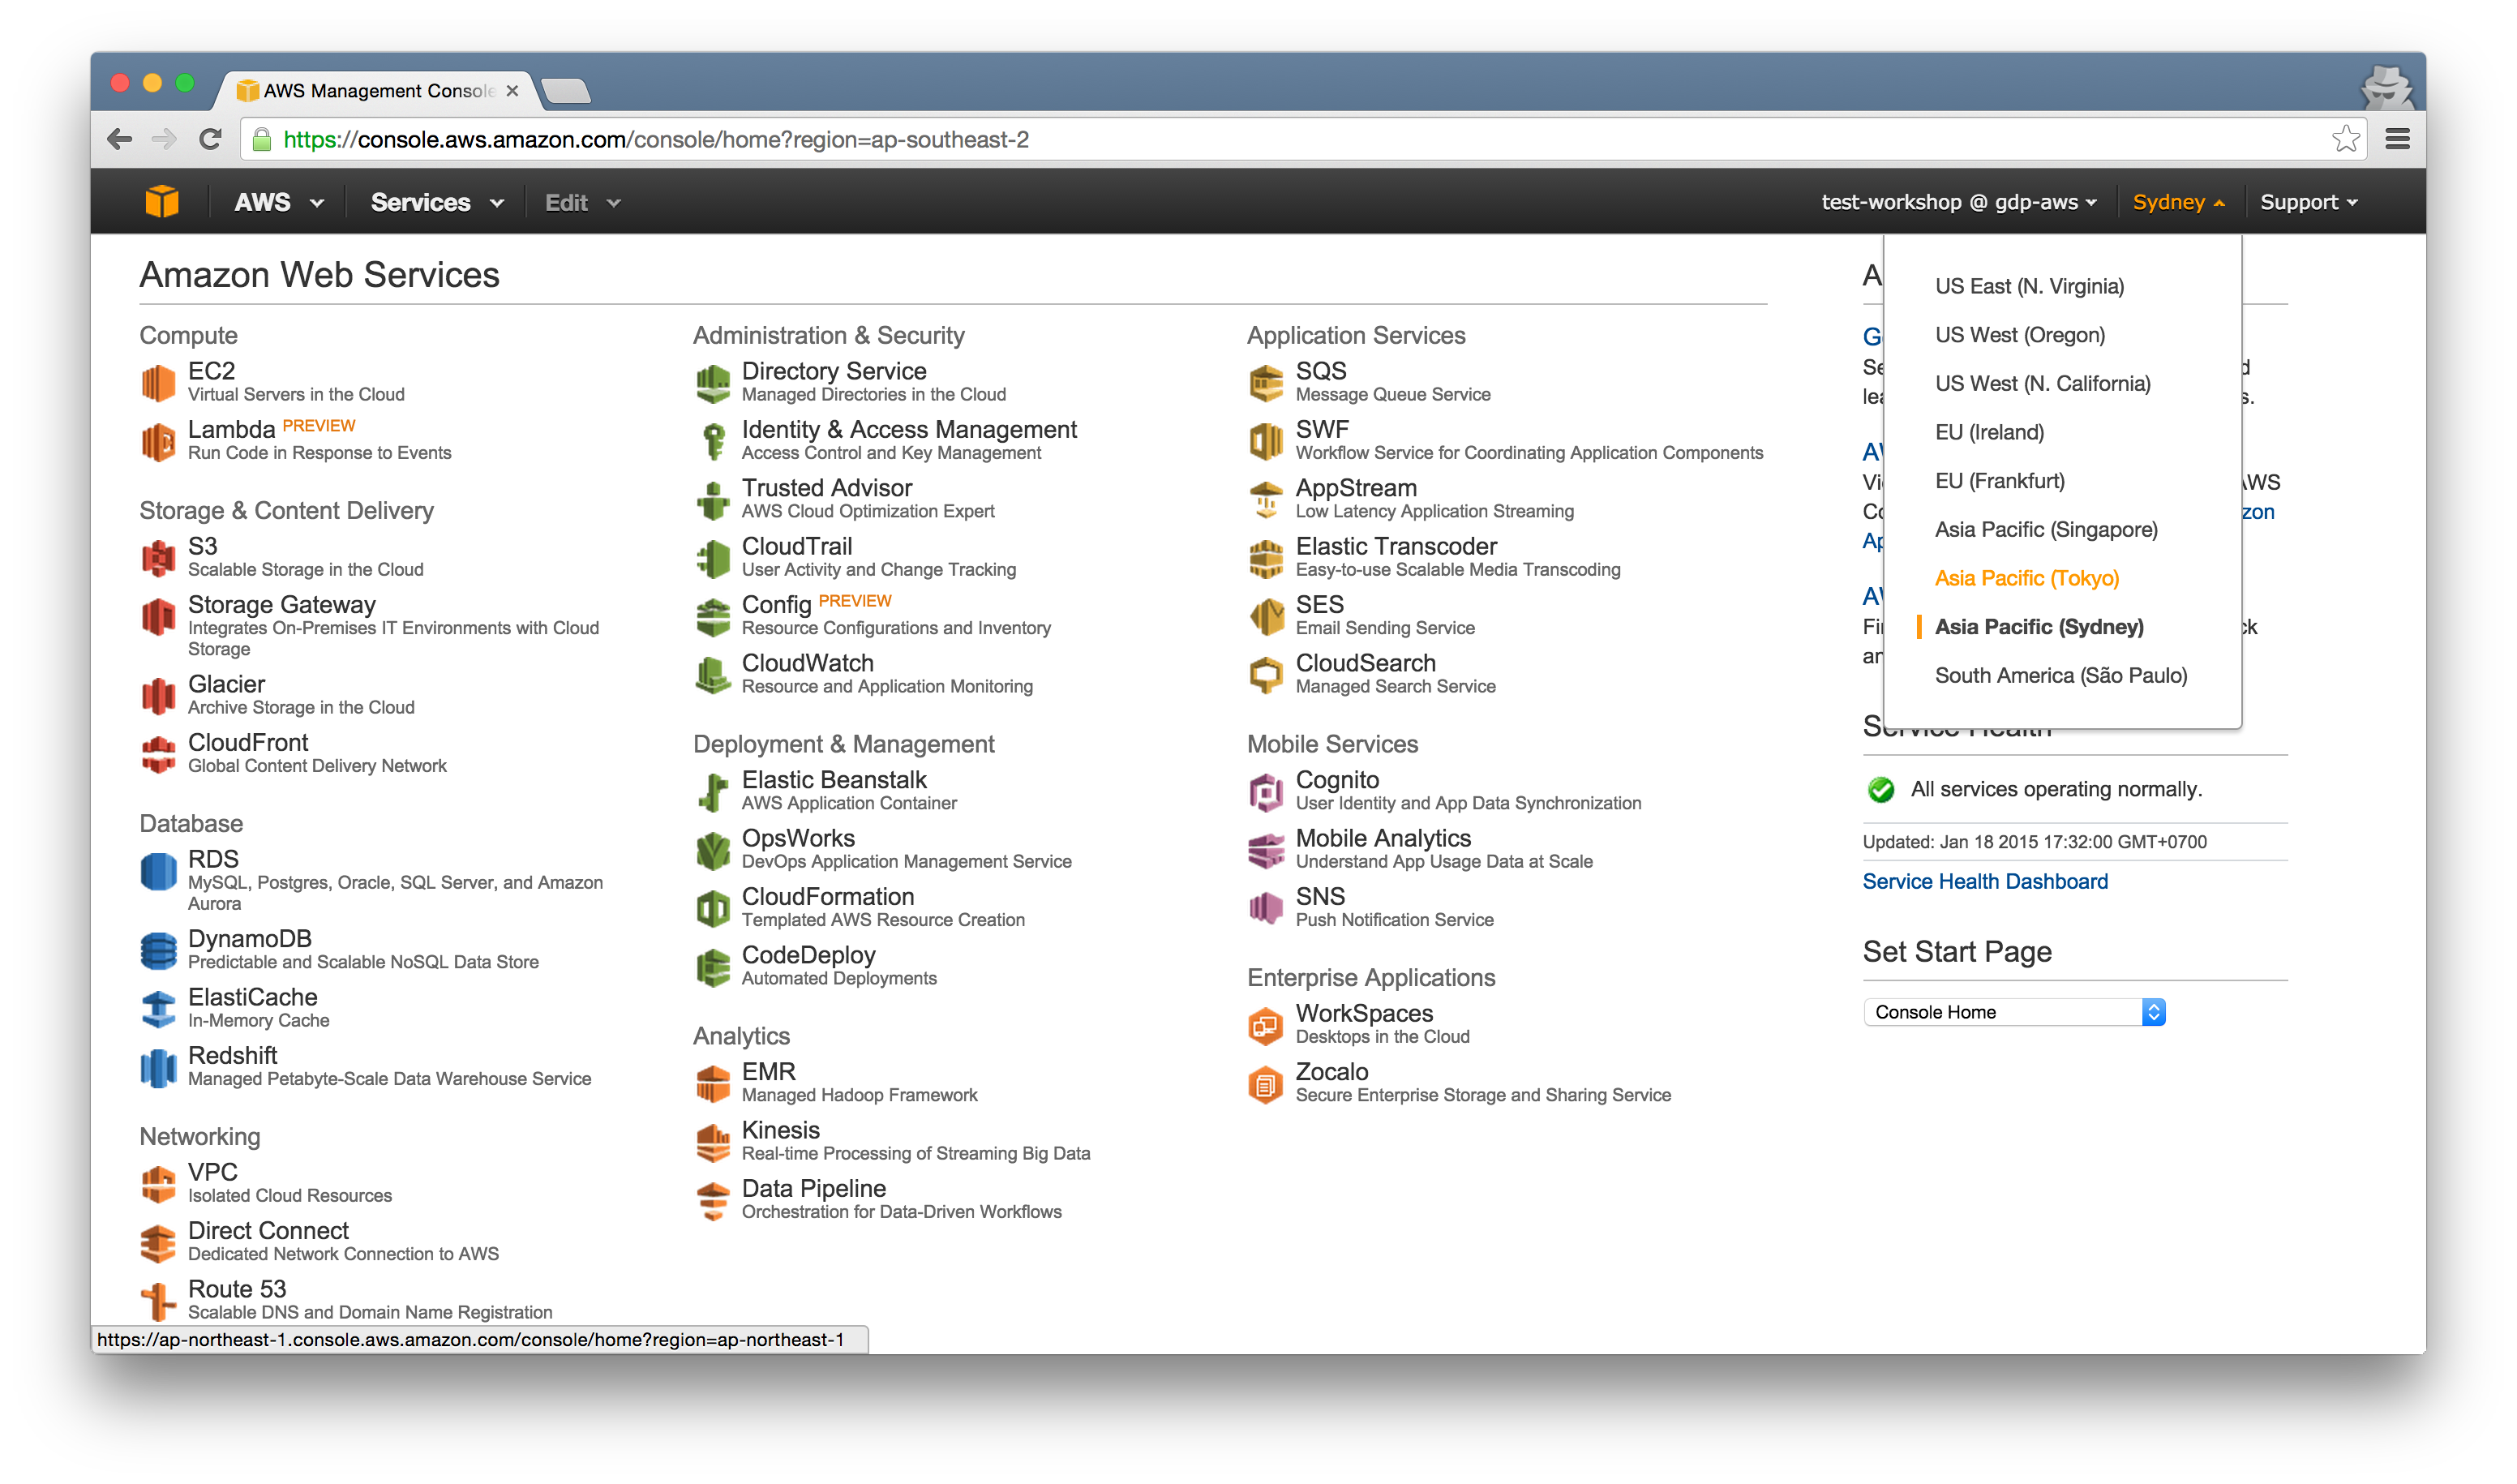 AWS Management Console
https://console.aws.amazon.com/console/home?region=ap-southeast-2
AWS
Services
Edit
test-workshop @ gdp-aws
Sydney
Support
Amazon Web Services
Compute
EC2
Virtual Servers in the Cloud
Lambda PREVIEW
Run Code in Response to Events
Storage & Content Delivery
S3
Scalable Storage in the Cloud
Storage Gateway
Integrates On-Premises IT Environments with Cloud
Storage
Glacier
Archive Storage in the Cloud
CloudFront
Global Content Delivery Network
Database
RDS
MySQL, Postgres, Oracle, SQL Server, and Amazon
Aurora
DynamoDB
Predictable and Scalable NoSQL Data Store
ElastiCache
In-Memory Cache
Redshift
Managed Petabyte-Scale Data Warehouse Service
Networking
VPC
Isolated Cloud Resources
Direct Connect
Dedicated Network Connection to AWS
Route 53
Scalable DNS and Domain Name Registration
Administration & Security
Directory Service
Managed Directories in the Cloud
Identity & Access Management
Access Control and Key Management
Trusted Advisor
AWS Cloud Optimization Expert
CloudTrail
User Activity and Change Tracking
Config PREVIEW
Resource Configurations and Inventory
CloudWatch
Resource and Application Monitoring
Deployment & Management
Elastic Beanstalk
AWS Application Container
OpsWorks
DevOps Application Management Service
CloudFormation
Templated AWS Resource Creation
CodeDeploy
Automated Deployments
Analytics
EMR
Managed Hadoop Framework
Kinesis
Real-time Processing of Streaming Big Data
Data Pipeline
Orchestration for Data-Driven Workflows
Application Services
SQS
Message Queue Service
SWF
Workflow Service for Coordinating Application Components
AppStream
Low Latency Application Streaming
Elastic Transcoder
Easy-to-use Scalable Media Transcoding
SES
Email Sending Service
CloudSearch
Managed Search Service
Mobile Services
Cognito
User Identity and App Data Synchronization
Mobile Analytics
Understand App Usage Data at Scale
SNS
Push Notification Service
Enterprise Applications
WorkSpaces
Desktops in the Cloud
Zocalo
Secure Enterprise Storage and Sharing Service
US East (N. Virginia)
US West (Oregon)
US West (N. California)
EU (Ireland)
EU (Frankfurt)
Asia Pacific (Singapore)
Asia Pacific (Tokyo)
Asia Pacific (Sydney)
South America (São Paulo)
Service Health
All services operating normally.
Updated: Jan 18 2015 17:32:00 GMT+0700
Service Health Dashboard
Set Start Page
Console Home
https://ap-northeast-1.console.aws.amazon.com/console/home?region=ap-northeast-1